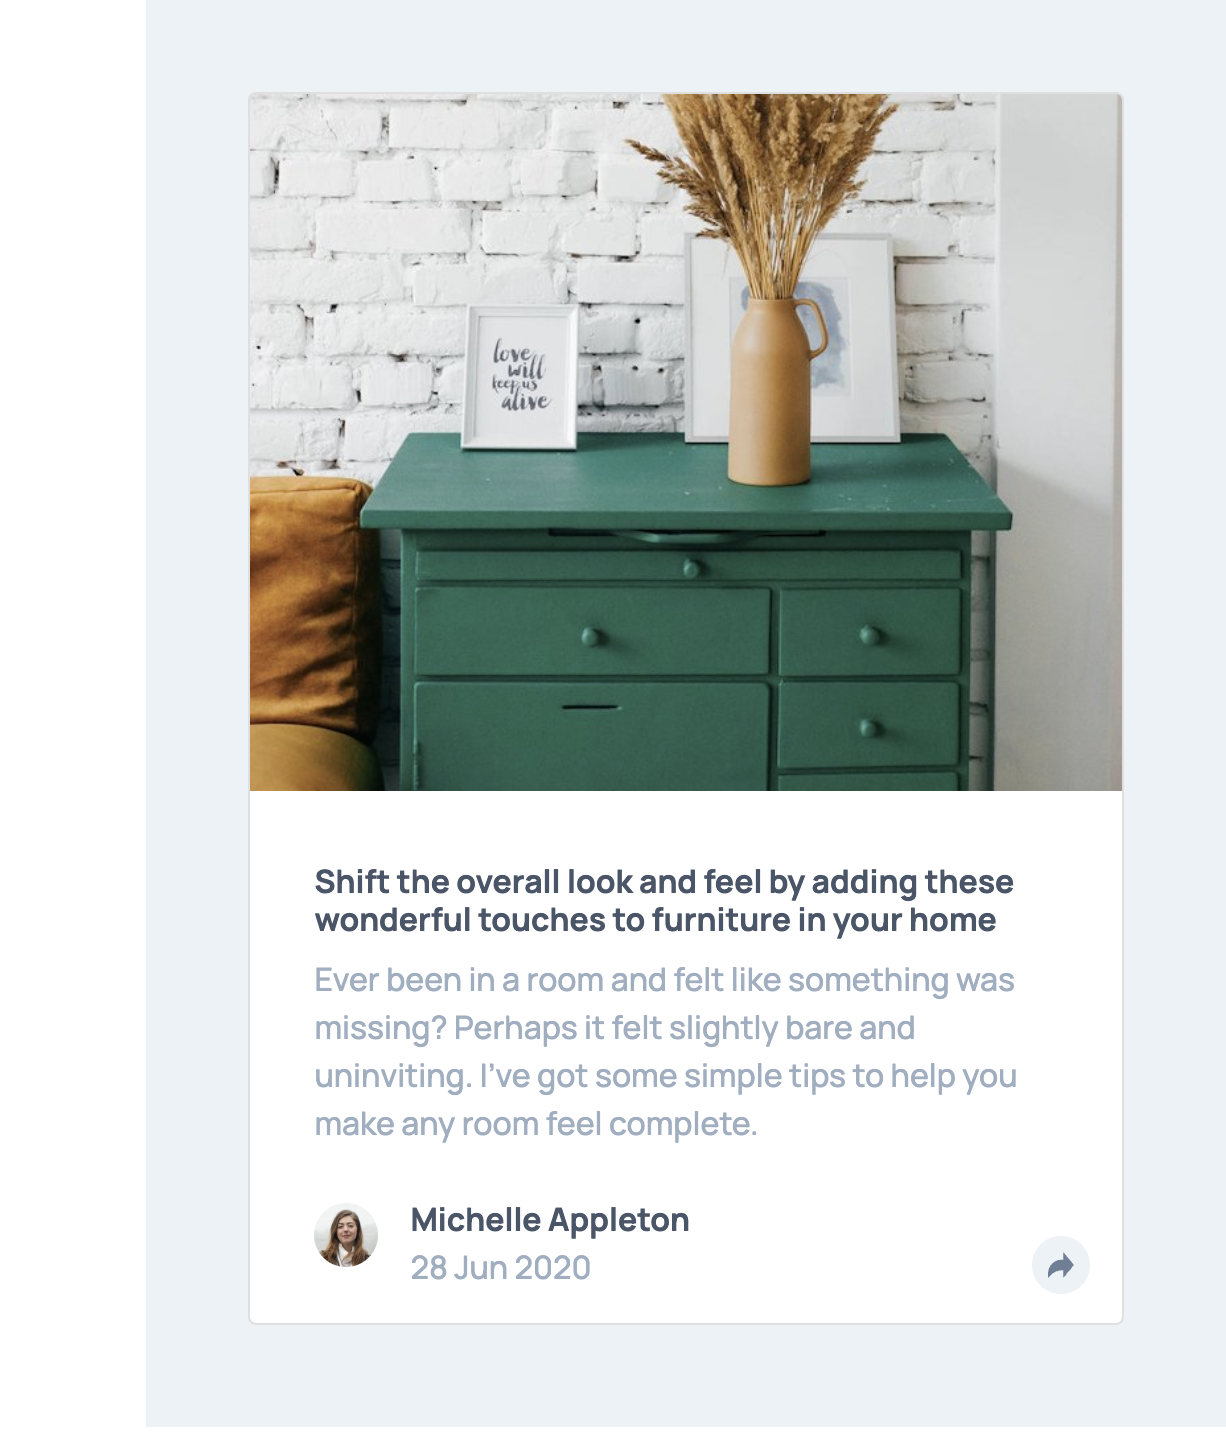 love
will
keep us
alive
Shift the overall look and feel by adding these
wonderful touches to furniture in your home
Ever been in a room and felt like something was
missing? Perhaps it felt slightly bare and
uninviting. I’ve got some simple tips to help you
make any room feel complete.
Michelle Appleton
28 Jun 2020